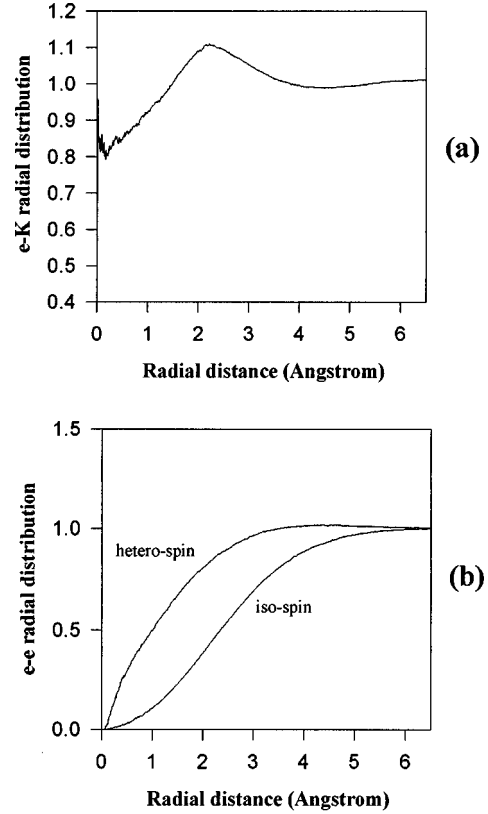 1.2
1.1
1.0
0.9
0.8
0.7
0.6
0.5
0.4
e-K radial distribution
0 1 2 3 4 5 6
Radial distance (Angstrom)
(a)
1.5
1.0
0.5
0.0
e-e radial distribution
hetero-spin
iso-spin
0 1 2 3 4 5 6
Radial distance (Angstrom)
(b)